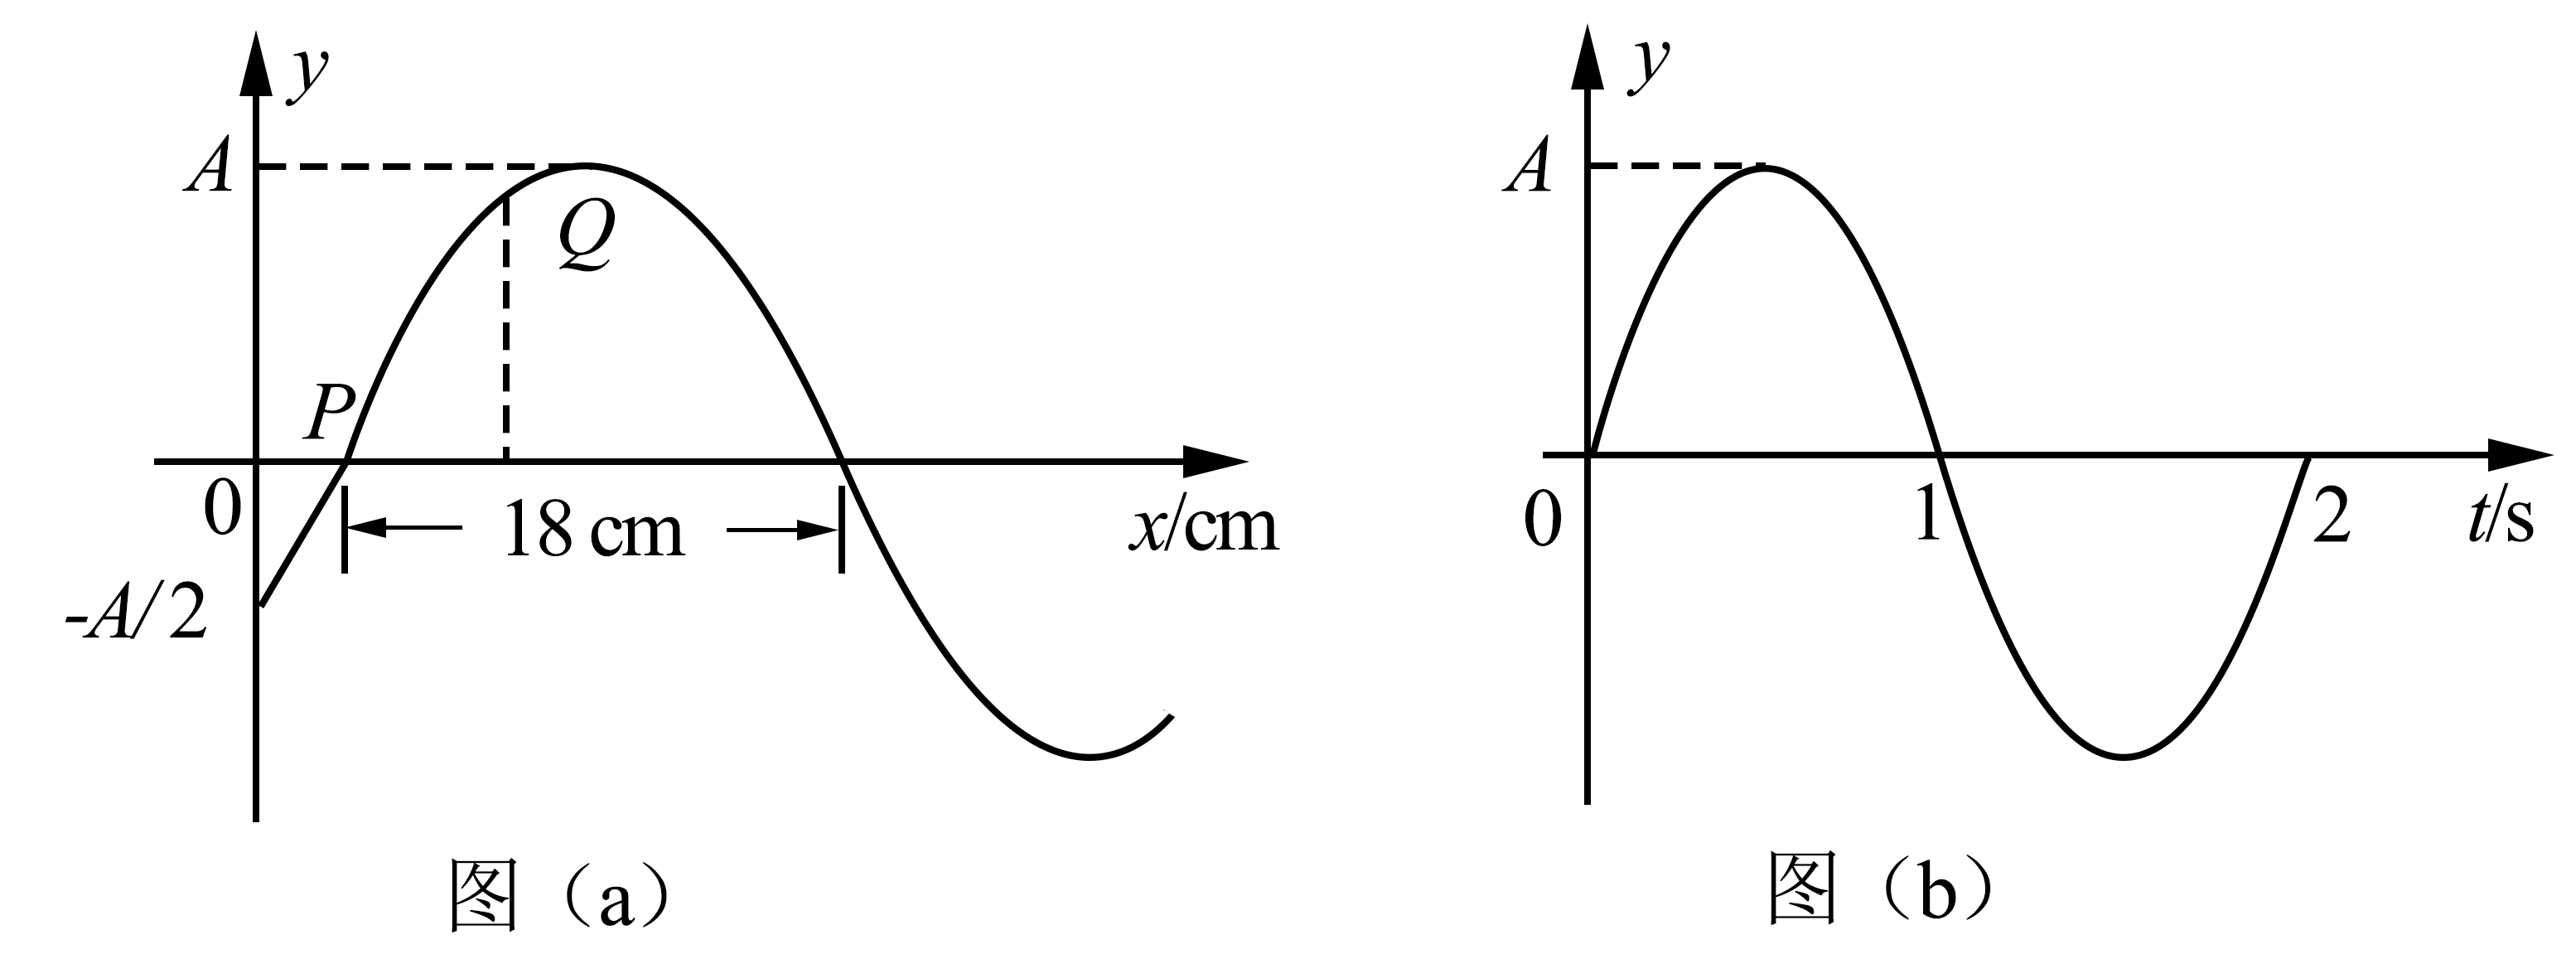 y
A
Q
P
0
18 cm
x/cm
-A/2
图（a）
y
A
0
1
2
t/s
图（b）